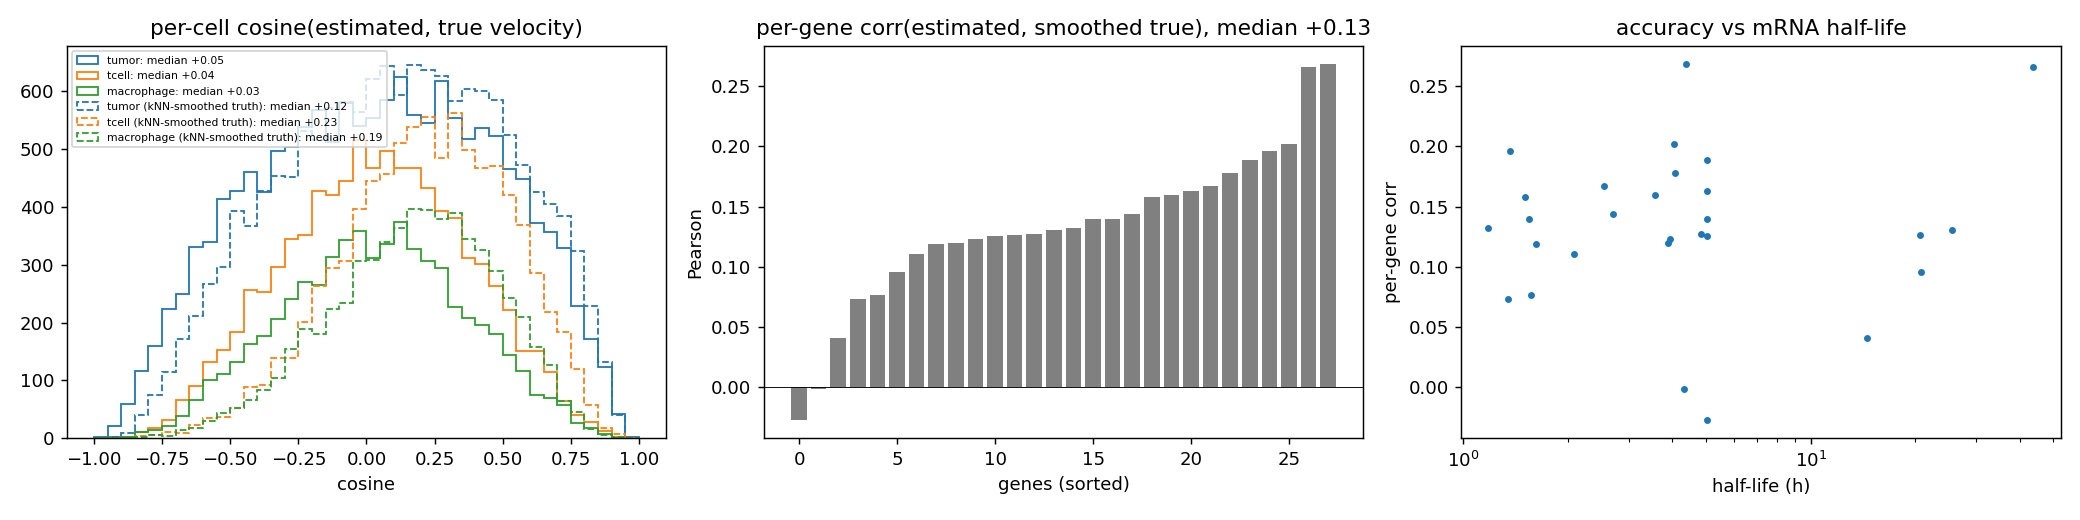 per-cell cosine(estimated, true velocity)
tumor: median +0.05
tcell: median +0.04
macrophage: median +0.03
tumor (kNN-smoothed truth): median +0.12
tcell (kNN-smoothed truth): median +0.23
macrophage (kNN-smoothed truth): median +0.19
600
500
400
300
200
100
0
−1.00 −0.75 −0.50 −0.25 0.00 0.25 0.50 0.75 1.00
cosine
per-gene corr(estimated, smoothed true), median +0.13
Pearson
0.25
0.20
0.15
0.10
0.05
0.00
0 5 10 15 20 25
genes (sorted)
accuracy vs mRNA half-life
per-gene corr
0.25
0.20
0.15
0.10
0.05
0.00
10⁰ 10¹
half-life (h)